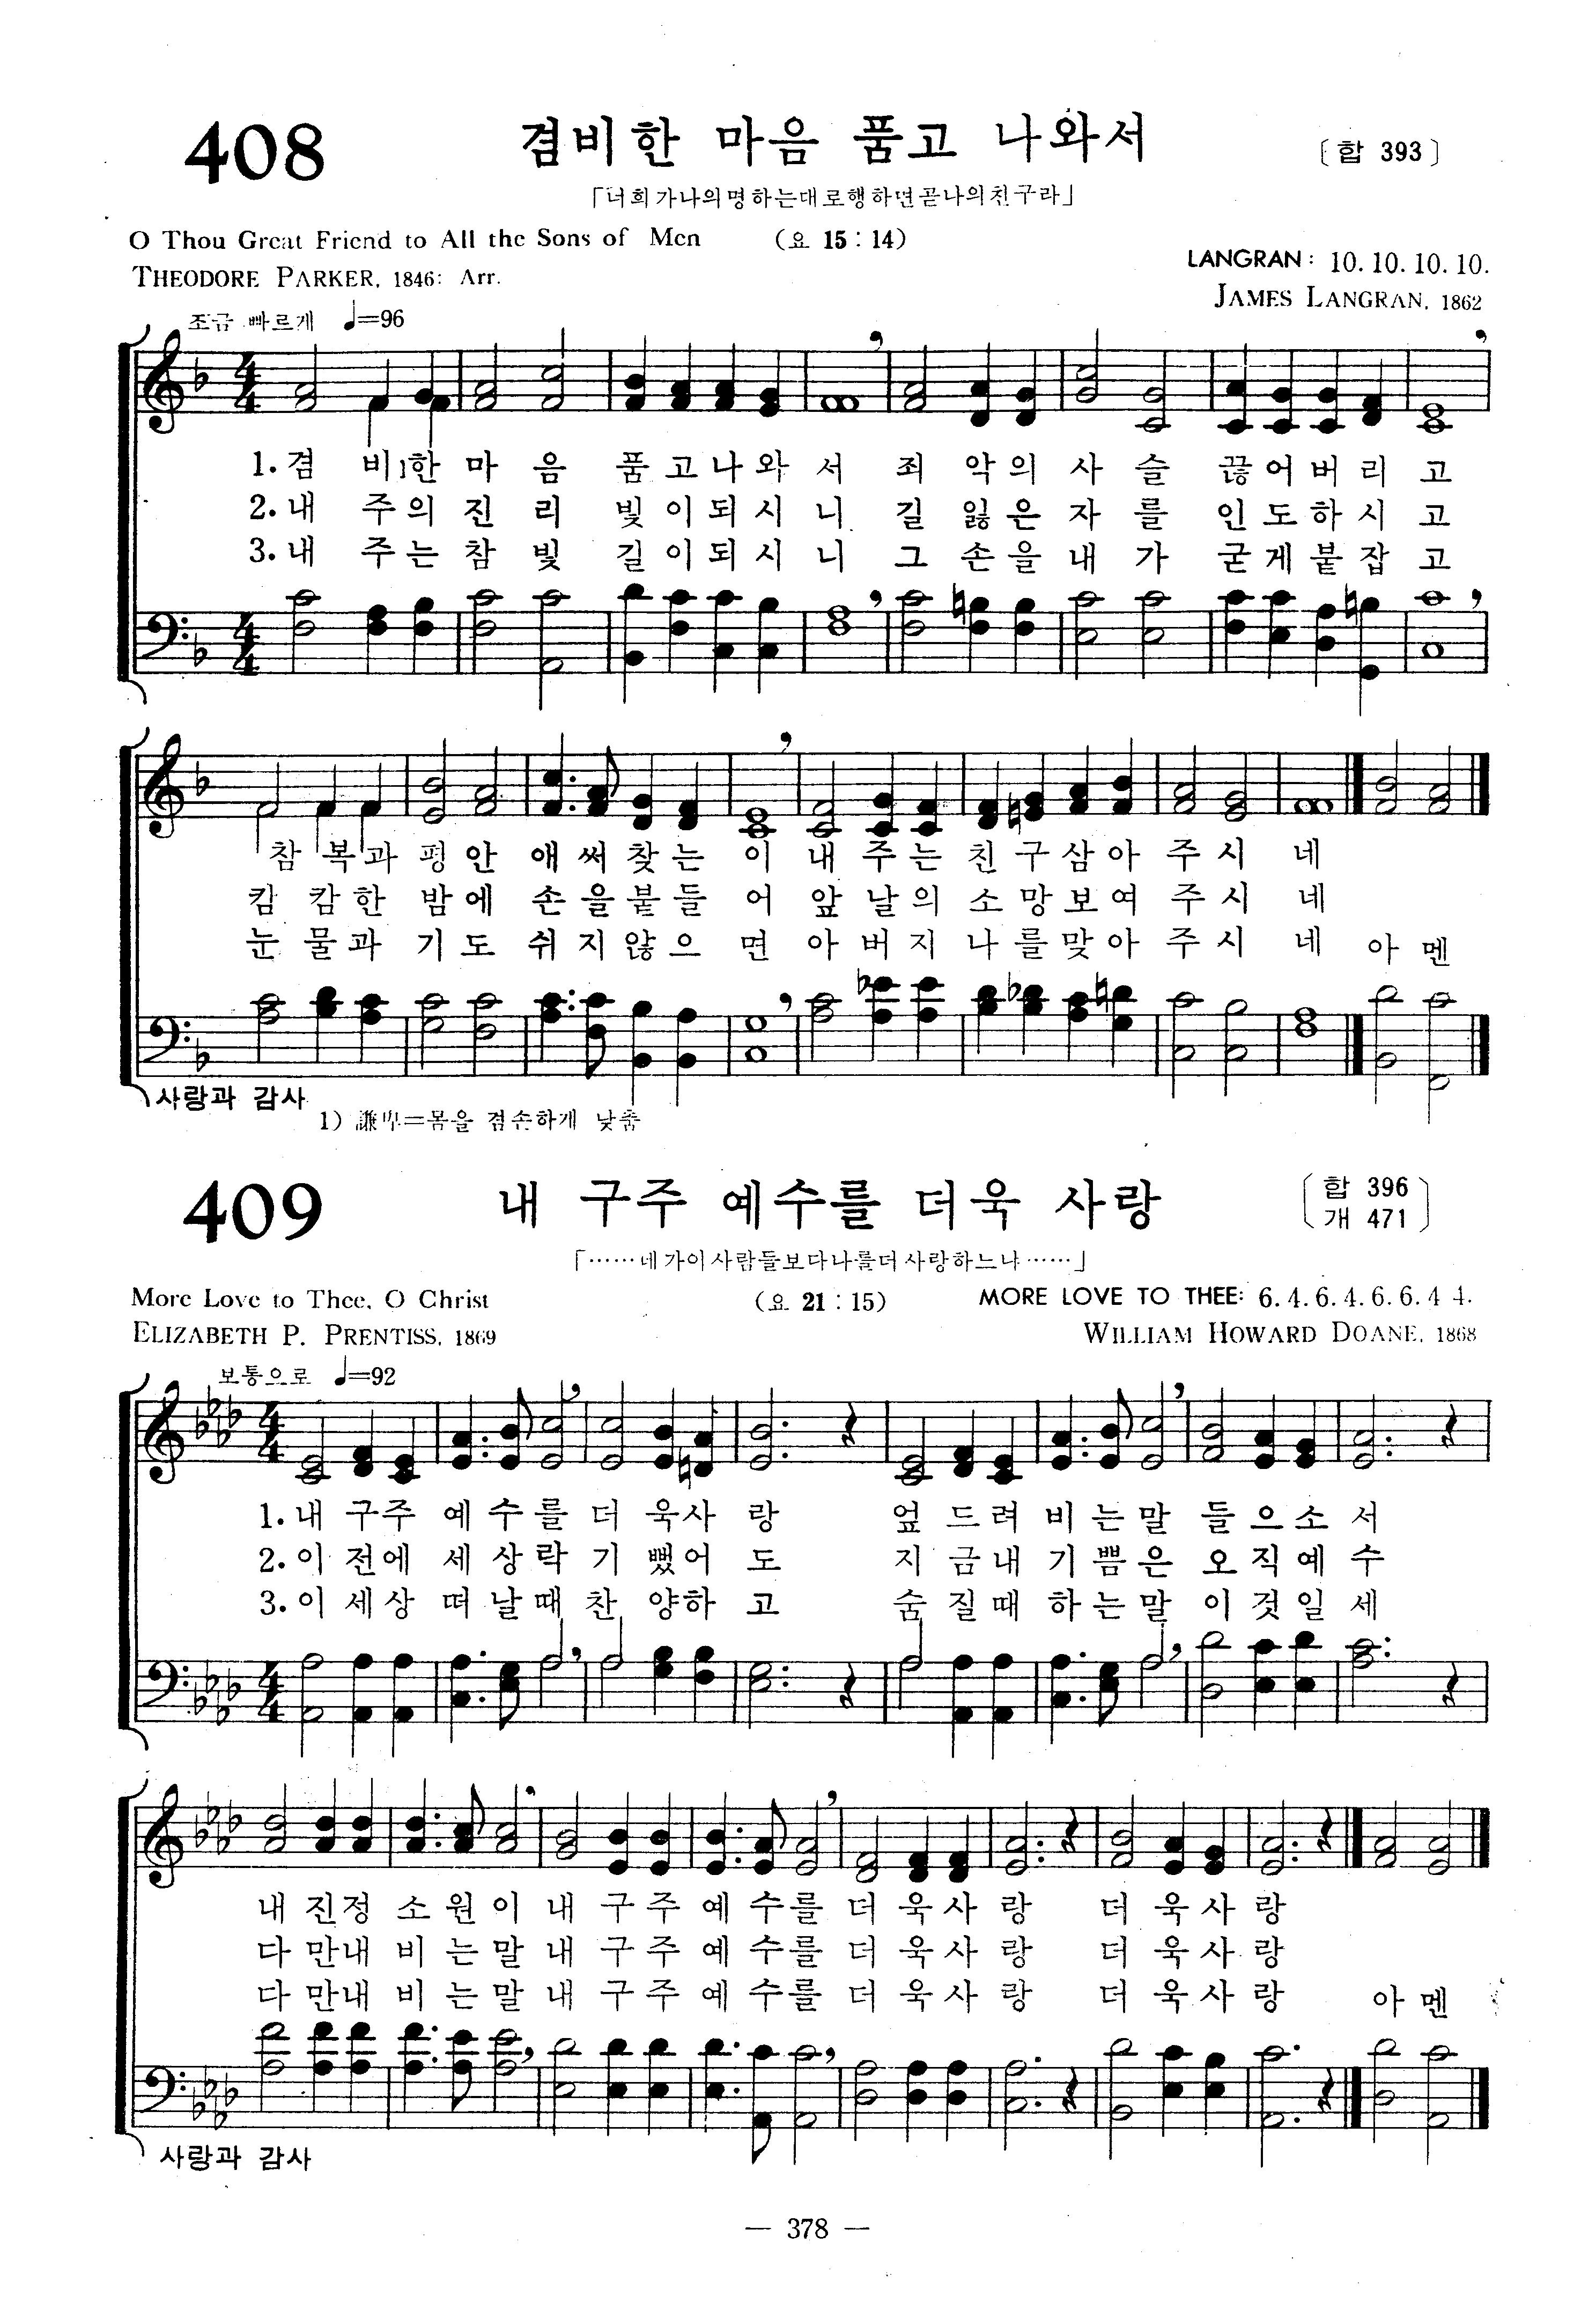 408
겸비한 마음 품고 나와서
〔합 393〕
「너희가나의명하는대로행하면곧나의친구라」
O Thou Great Friend to All the Sons of Men
(요 15 : 14)
THEODORE PARKER, 1846: Arr.
LANGRAN : 10. 10. 10. 10.
JAMES LANGRAN, 1862
조금 빠르게 ♩=96
1. 겸 비1)한 마 음 품 고 나 와 서 죄 악 의 사 슬 끊 어 버 리 고
2. 내 주 의 진 리 빛 이 되 시 니 길 잃 은 자 를 인 도 하 시 고
3. 내 주 는 참 빛 길 이 되 시 니 그 손 을 내 가 굳 게 붙 잡 고
참 복 과 평 안 애 써 찾 는 이 내 주 는 친 구 삼 아 주 시 네
캄 캄 한 밤 에 손 을 붙 들 어 앞 날 의 소 망 보 여 주 시 네
눈 물 과 기 도 쉬 지 않 으 면 아 버 지 나 를 맞 아 주 시 네 아 멘
사랑과 감사
1) 謙卑=몸을 겸손하게 낮춤
409
내 구주 예수를 더욱 사랑
〔합 396
개 471〕
「……네가이사람들보다나를더사랑하느냐……」
More Love to Thee, O Christ
(요 21 : 15)
MORE LOVE TO THEE: 6. 4. 6. 4. 6. 6. 4 4.
ELIZABETH P. PRENTISS, 1869
WILLIAM HOWARD DOANE, 1868
보통으로 ♩=92
1. 내 구 주 예 수 를 더 욱 사 랑 엎 드 려 비 는 말 들 으 소 서
2. 이 전 에 세 상 락 기 뻤 어 도 지 금 내 기 쁨 은 오 직 예 수
3. 이 세 상 떠 날 때 찬 양 하 고 숨 질 때 하 는 말 이 것 일 세
내 진 정 소 원 이 내 구 주 예 수 를 더 욱 사 랑 더 욱 사 랑
다 만 내 비 는 말 내 구 주 예 수 를 더 욱 사 랑 더 욱 사 랑
다 만 내 비 는 말 내 구 주 예 수 를 더 욱 사 랑 더 욱 사 랑 아 멘
사랑과 감사
— 378 —